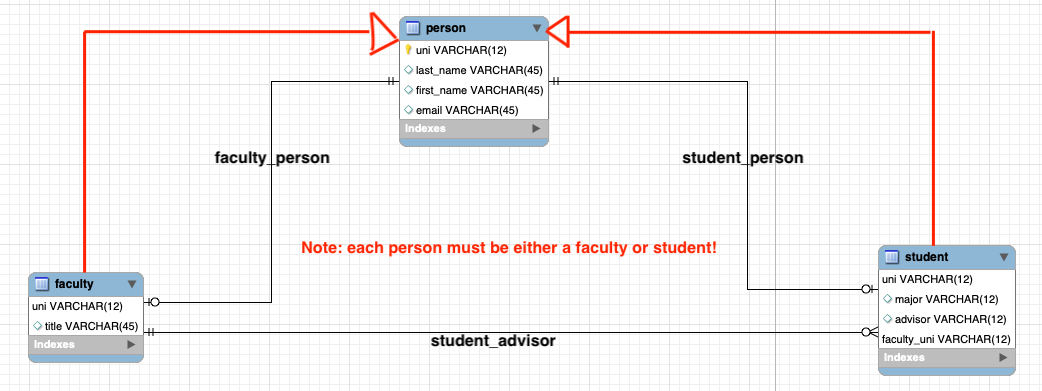 person
uni VARCHAR(12)
last_name VARCHAR(45)
first_name VARCHAR(45)
email VARCHAR(45)
Indexes
faculty_person
student_person
Note: each person must be either a faculty or student!
faculty
uni VARCHAR(12)
title VARCHAR(45)
Indexes
student_advisor
student
uni VARCHAR(12)
major VARCHAR(12)
advisor VARCHAR(12)
faculty_uni VARCHAR(12)
Indexes